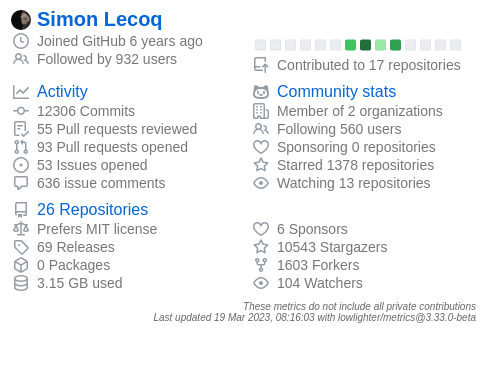 Simon Lecoq
Joined GitHub 6 years ago
Followed by 932 users
Contributed to 17 repositories
Activity
12306 Commits
55 Pull requests reviewed
93 Pull requests opened
53 Issues opened
636 issue comments
Community stats
Member of 2 organizations
Following 560 users
Sponsoring 0 repositories
Starred 1378 repositories
Watching 13 repositories
26 Repositories
Prefers MIT license
69 Releases
0 Packages
3.15 GB used
6 Sponsors
10543 Stargazers
1603 Forkers
104 Watchers
These metrics do not include all private contributions
Last updated 19 Mar 2023, 08:16:03 with lowlighter/metrics@3.33.0-beta